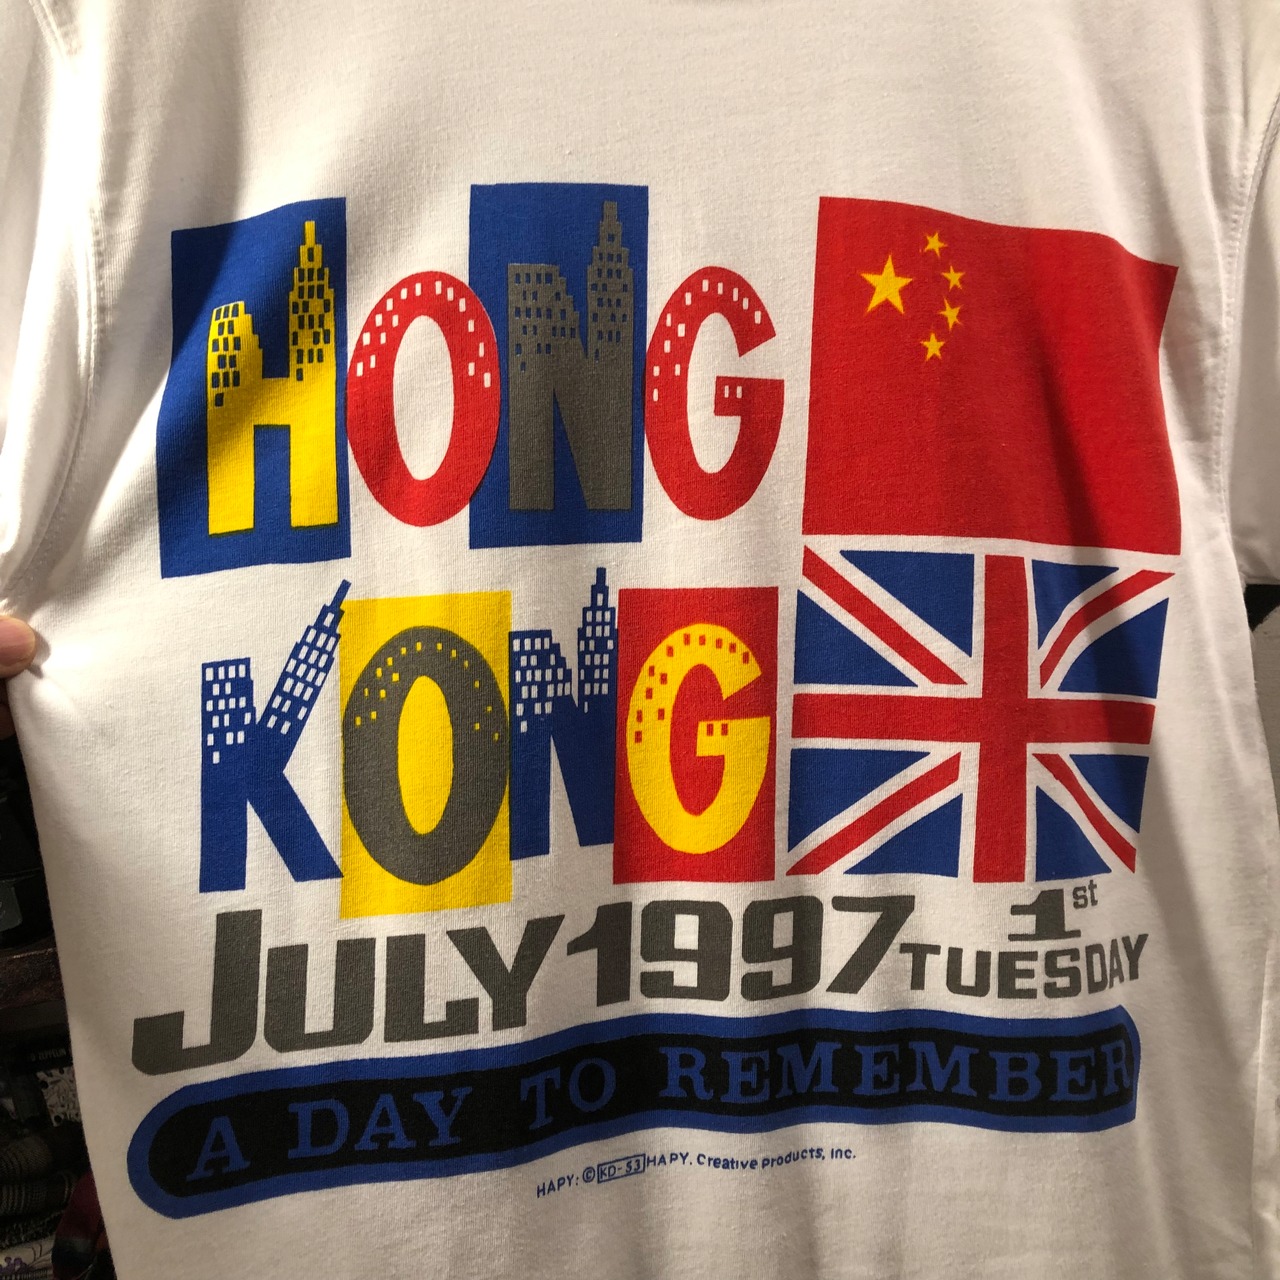 HONG
KONG
JULY 1997 1st TUESDAY
A DAY TO REMEMBER
HAPY: © KD-53 HAPY. Creative products, Inc.